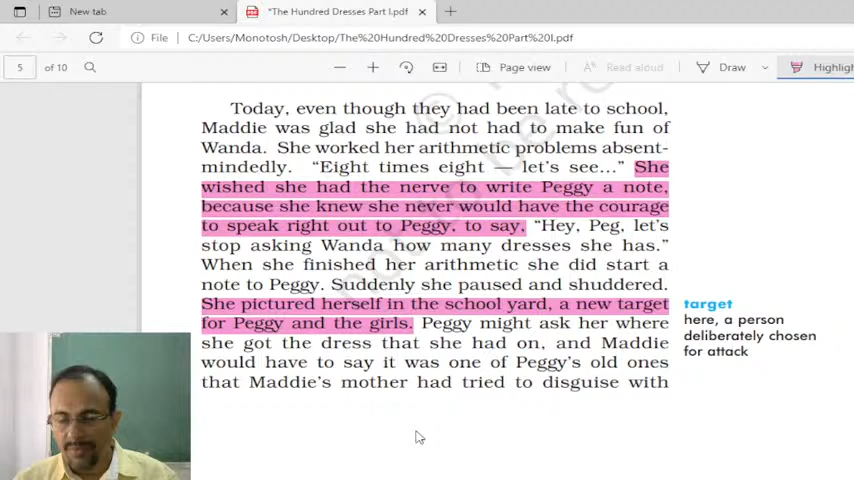 New tab
"The Hundred Dresses Part I.pdf
File C:/Users/Monotosh/Desktop/The%20Hundred%20Dresses%20Part%20I.pdf
5 of 10 Page view Read aloud Draw Highligh
Today, even though they had been late to school,
Maddie was glad she had not had to make fun of
Wanda. She worked her arithmetic problems absent-
mindedly. “Eight times eight — let’s see...” She
wished she had the nerve to write Peggy a note,
because she knew she never would have the courage
to speak right out to Peggy, to say, “Hey, Peg, let’s
stop asking Wanda how many dresses she has.”
When she finished her arithmetic she did start a
note to Peggy. Suddenly she paused and shuddered.
She pictured herself in the school yard, a new target
for Peggy and the girls. Peggy might ask her where
she got the dress that she had on, and Maddie
would have to say it was one of Peggy’s old ones
that Maddie’s mother had tried to disguise with
target
here, a person
deliberately chosen
for attack
not to be re